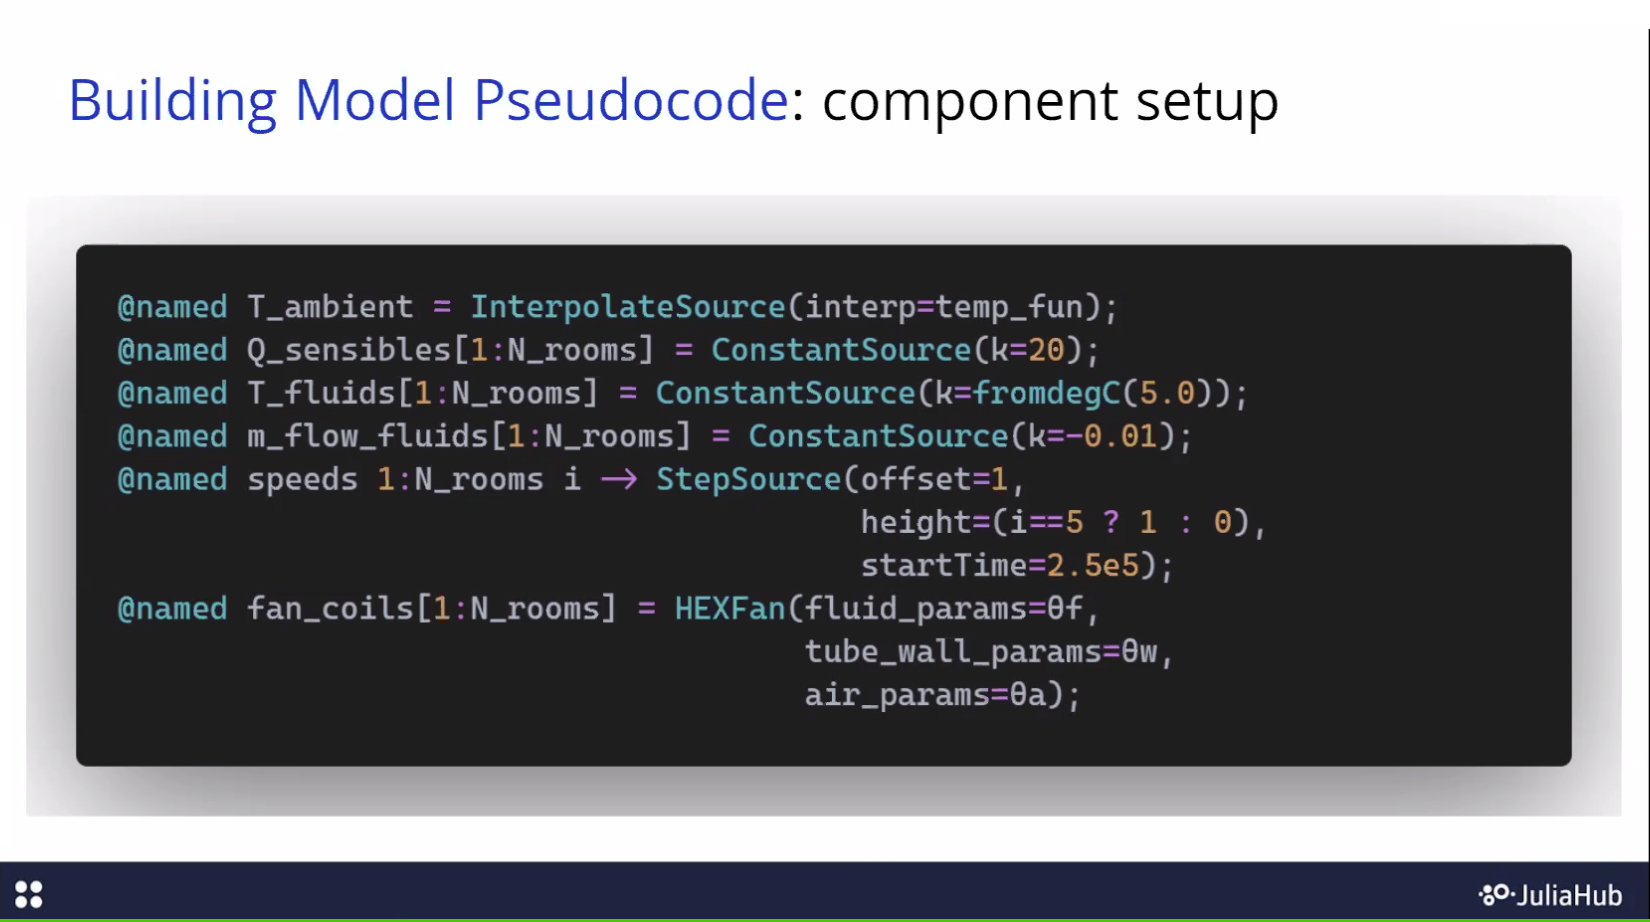 Building Model Pseudocode: component setup
@named T_ambient = InterpolateSource(interp=temp_fun);
@named Q_sensibles[1:N_rooms] = ConstantSource(k=20);
@named T_fluids[1:N_rooms] = ConstantSource(k=fromdegC(5.0));
@named m_flow_fluids[1:N_rooms] = ConstantSource(k=-0.01);
@named speeds 1:N_rooms i -> StepSource(offset=1,
height=(i==5 ? 1 : 0),
startTime=2.5e5);
@named fan_coils[1:N_rooms] = HEXFan(fluid_params=θf,
tube_wall_params=θw,
air_params=θa);
JuliaHub